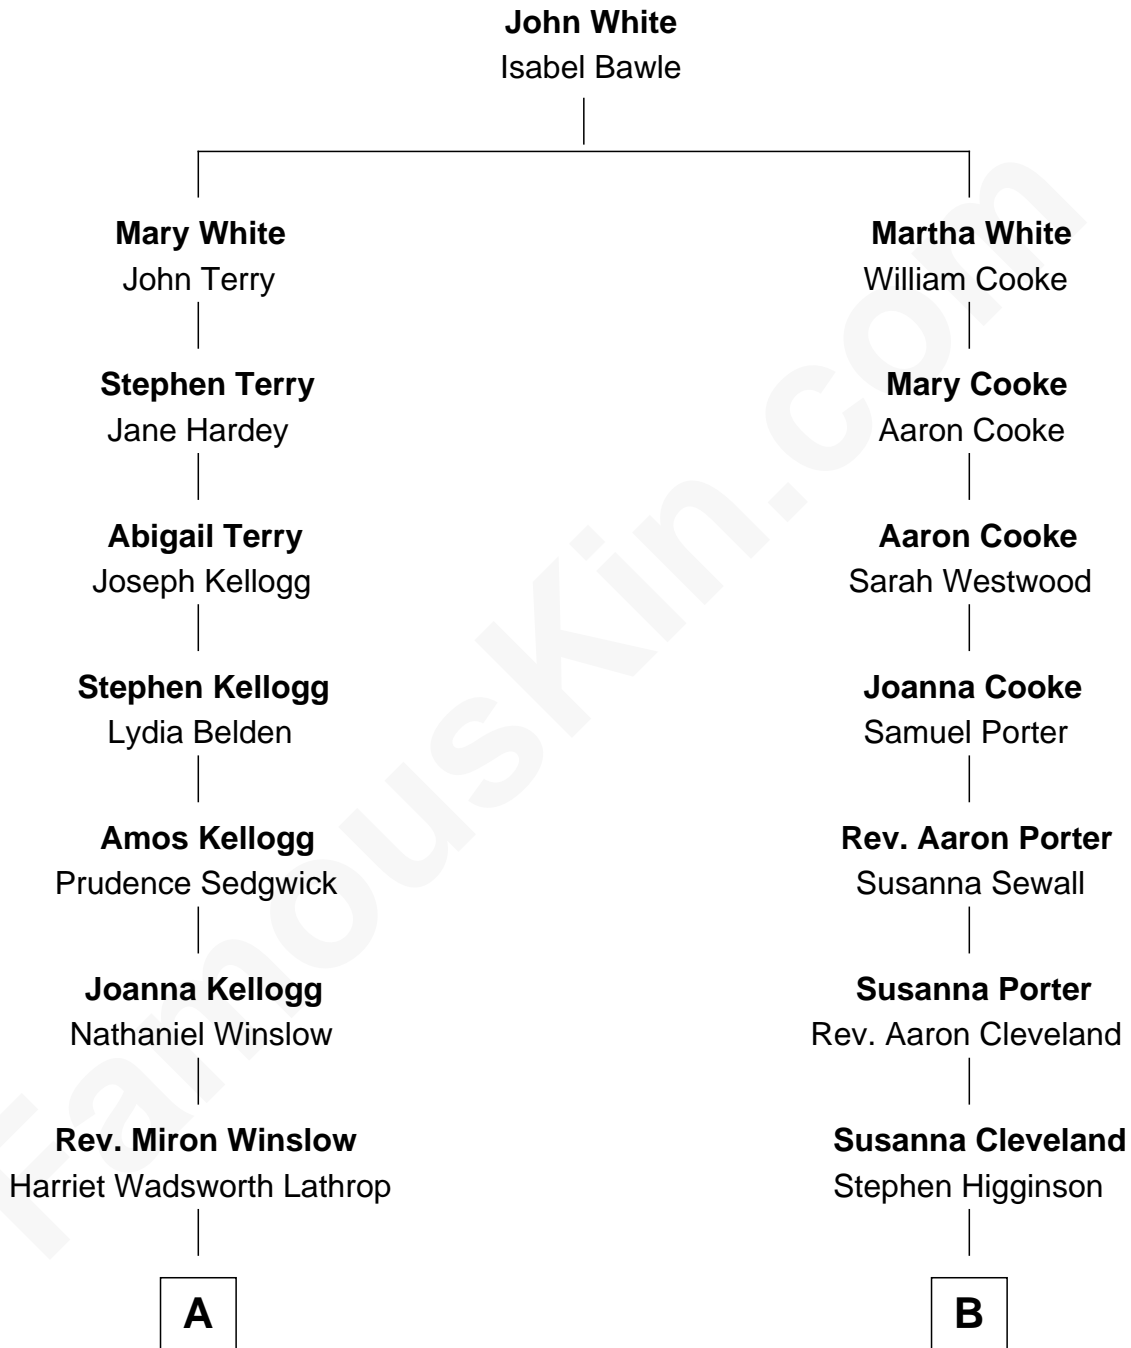 John White
Isabel Bawle
Mary White
John Terry
Martha White
William Cooke
Stephen Terry
Jane Hardey
Mary Cooke
Aaron Cooke
Abigail Terry
Joseph Kellogg
Aaron Cooke
Sarah Westwood
Stephen Kellogg
Lydia Belden
Joanna Cooke
Samuel Porter
Amos Kellogg
Prudence Sedgwick
Rev. Aaron Porter
Susanna Sewall
Joanna Kellogg
Nathaniel Winslow
Susanna Porter
Rev. Aaron Cleveland
Rev. Miron Winslow
Harriet Wadsworth Lathrop
Susanna Cleveland
Stephen Higginson
A
B
FamousKin.com